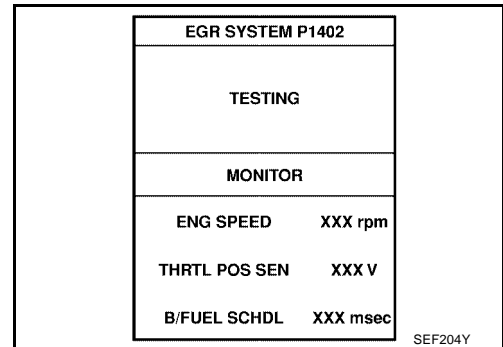 EGR SYSTEM P1402
TESTING
MONITOR
ENG SPEED XXX rpm
THRTL POS SEN XXX V
B/FUEL SCHDL XXX msec
SEF204Y